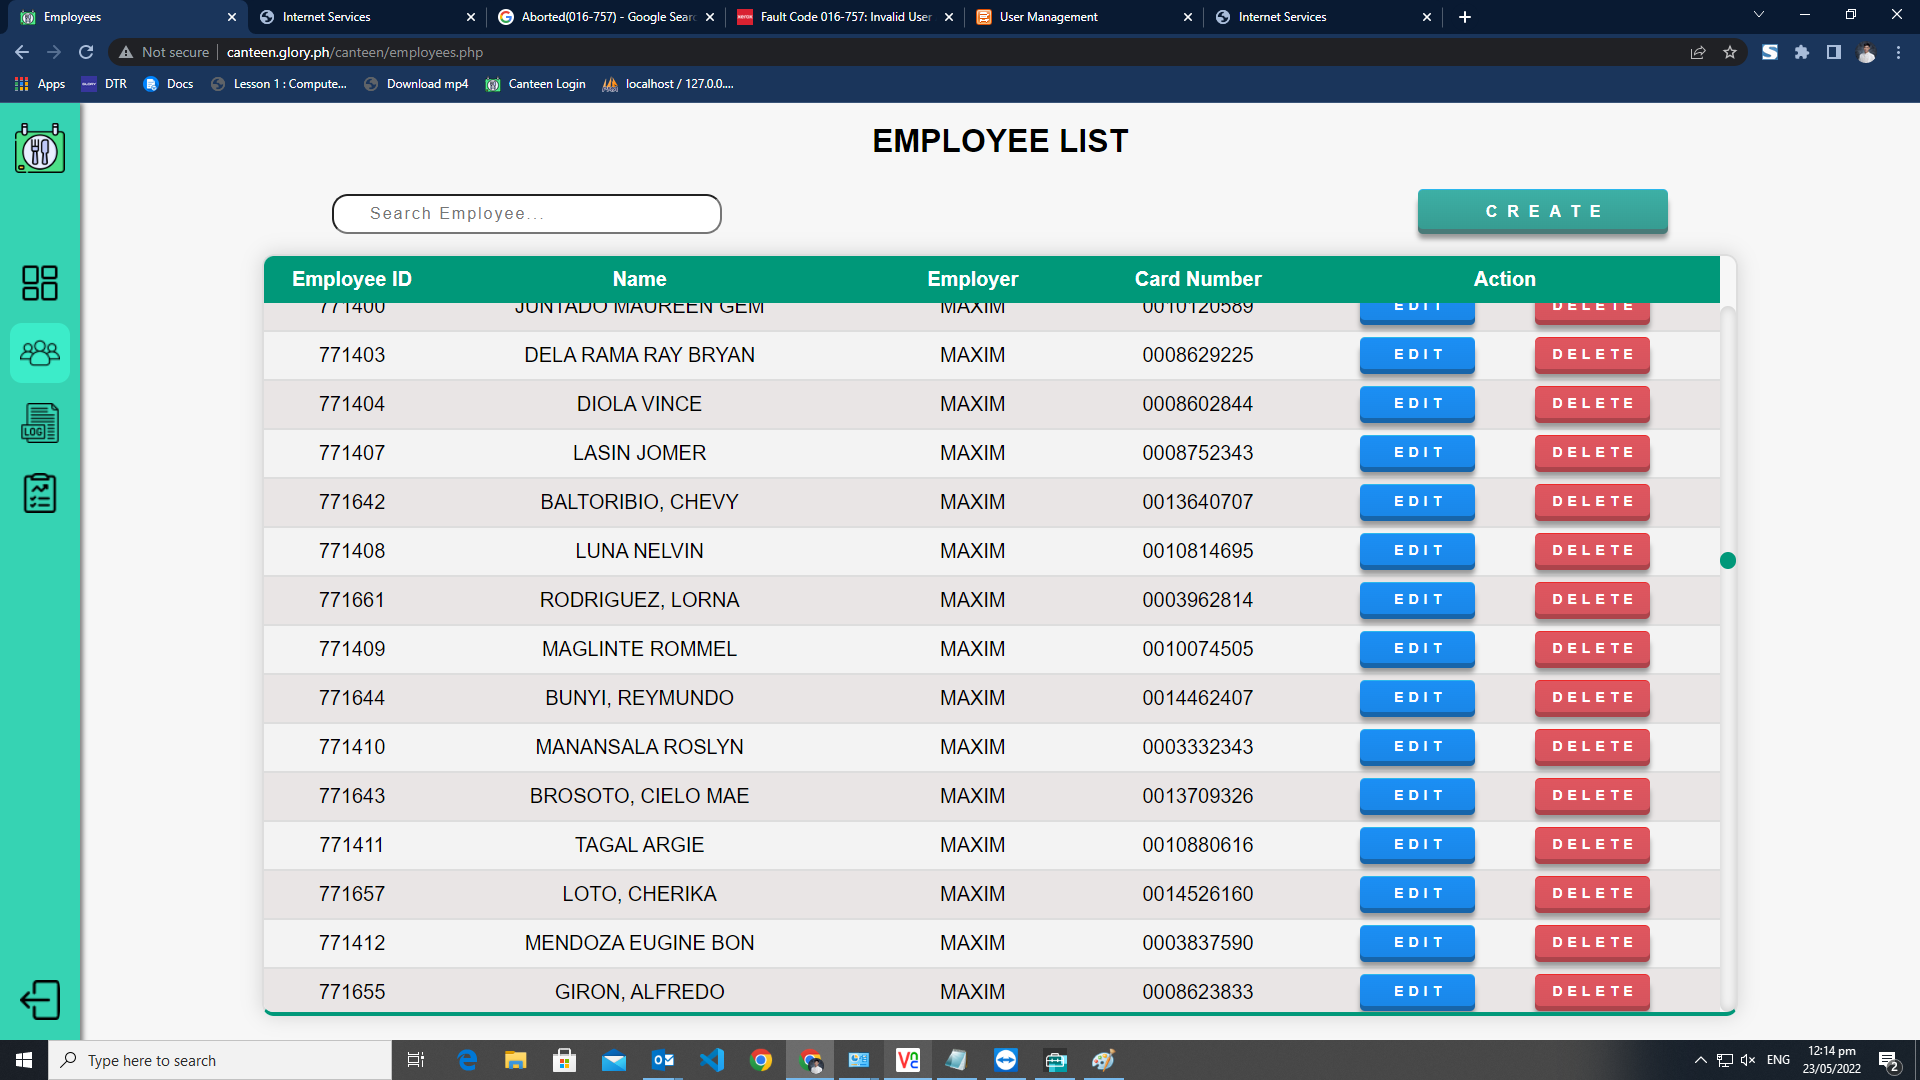 Employees
Internet Services
Aborted(016-757) - Google Sear
Fault Code 016-757: Invalid User
User Management
Internet Services
Not secure canteen.glory.ph/canteen/employees.php
Apps DTR Docs Lesson 1 : Compute... Download mp4 Canteen Login localhost / 127.0.0....
EMPLOYEE LIST
Search Employee...
CREATE
Employee ID Name Employer Card Number Action
771400 JUNTADO MAUREEN GEM MAXIM 0010120589 EDIT DELETE
771403 DELA RAMA RAY BRYAN MAXIM 0008629225 EDIT DELETE
771404 DIOLA VINCE MAXIM 0008602844 EDIT DELETE
771407 LASIN JOMER MAXIM 0008752343 EDIT DELETE
771642 BALTORIBIO, CHEVY MAXIM 0013640707 EDIT DELETE
771408 LUNA NELVIN MAXIM 0010814695 EDIT DELETE
771661 RODRIGUEZ, LORNA MAXIM 0003962814 EDIT DELETE
771409 MAGLINTE ROMMEL MAXIM 0010074505 EDIT DELETE
771644 BUNYI, REYMUNDO MAXIM 0014462407 EDIT DELETE
771410 MANANSALA ROSLYN MAXIM 0003332343 EDIT DELETE
771643 BROSOTO, CIELO MAE MAXIM 0013709326 EDIT DELETE
771411 TAGAL ARGIE MAXIM 0010880616 EDIT DELETE
771657 LOTO, CHERIKA MAXIM 0014526160 EDIT DELETE
771412 MENDOZA EUGINE BON MAXIM 0003837590 EDIT DELETE
771655 GIRON, ALFREDO MAXIM 0008623833 EDIT DELETE
LOG
Type here to search
ENG
12:14 pm
23/05/2022
2